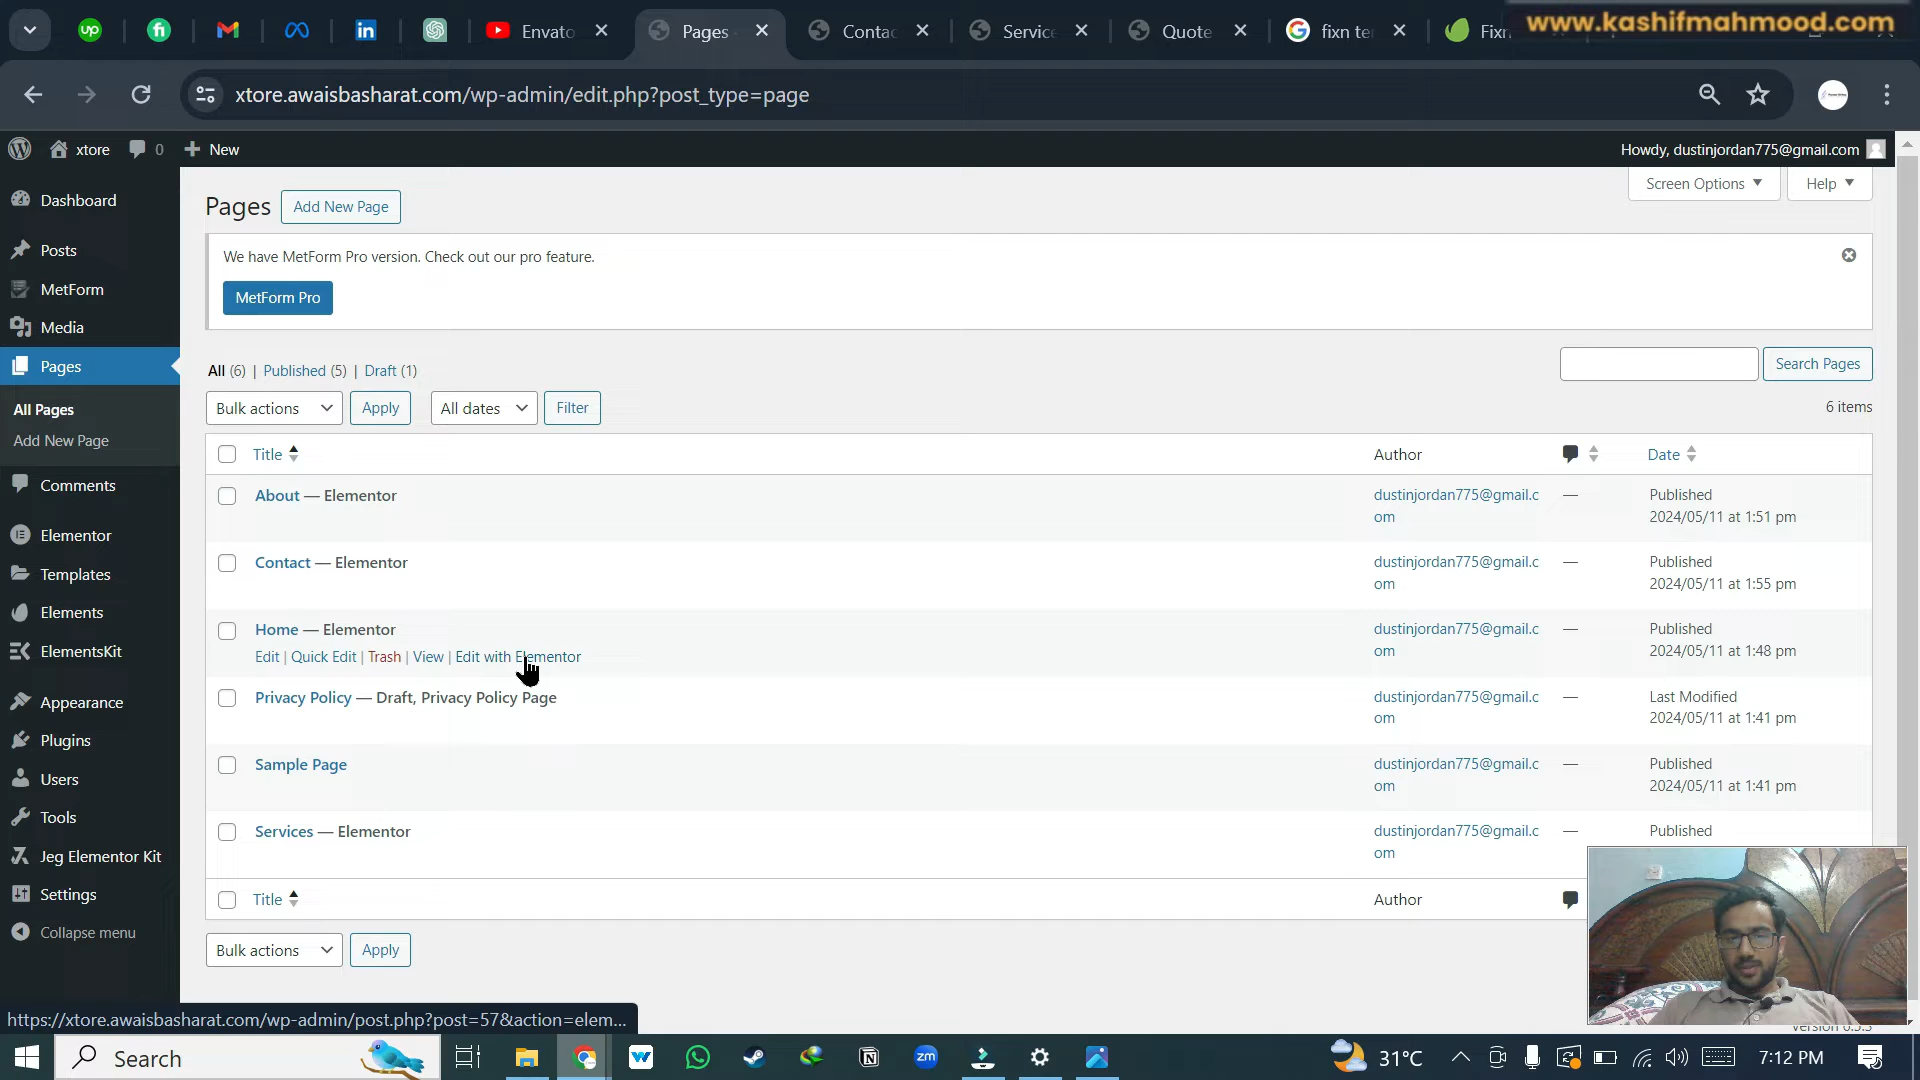 Envato
Pages
Contac
Service
Quote
fixn te
Fixn
www.kashifmahmood.com
xtore.awaisbasharat.com/wp-admin/edit.php?post_type=page
xtore
0
New
Howdy, dustinjordan775@gmail.com
Screen Options
Help
Dashboard
Posts
MetForm
Media
Pages
All Pages
Add New Page
Comments
Elementor
Templates
Elements
ElementsKit
Appearance
Plugins
Users
Tools
Jeg Elementor Kit
Settings
Collapse menu
Pages
Add New Page
We have MetForm Pro version. Check out our pro feature.
MetForm Pro
All (6) | Published (5) | Draft (1)
Search Pages
Bulk actions
Apply
All dates
Filter
6 items
Title
Author
Date
About — Elementor
dustinjordan775@gmail.c
om
—
Published
2024/05/11 at 1:51 pm
Contact — Elementor
dustinjordan775@gmail.c
om
—
Published
2024/05/11 at 1:55 pm
Home — Elementor
Edit | Quick Edit | Trash | View | Edit with Elementor
dustinjordan775@gmail.c
om
—
Published
2024/05/11 at 1:48 pm
Privacy Policy — Draft, Privacy Policy Page
dustinjordan775@gmail.c
om
—
Last Modified
2024/05/11 at 1:41 pm
Sample Page
dustinjordan775@gmail.c
om
—
Published
2024/05/11 at 1:41 pm
Services — Elementor
dustinjordan775@gmail.c
om
—
Published
Title
Author
Bulk actions
Apply
https://xtore.awaisbasharat.com/wp-admin/post.php?post=57&action=elem...
Search
31°C
7:12 PM